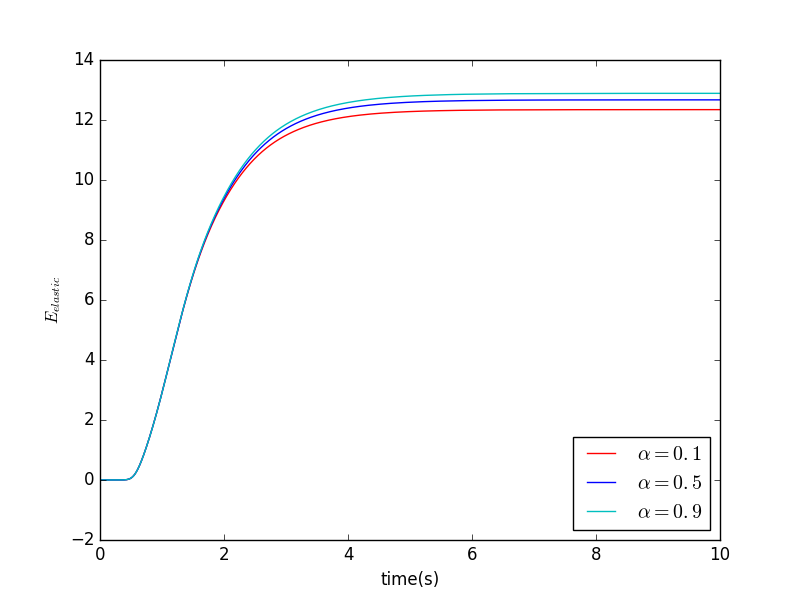 14
12
10
8
6
4
2
0
−2
E_{elastic}
0 2 4 6 8 10
time(s)
α = 0.1
α = 0.5
α = 0.9